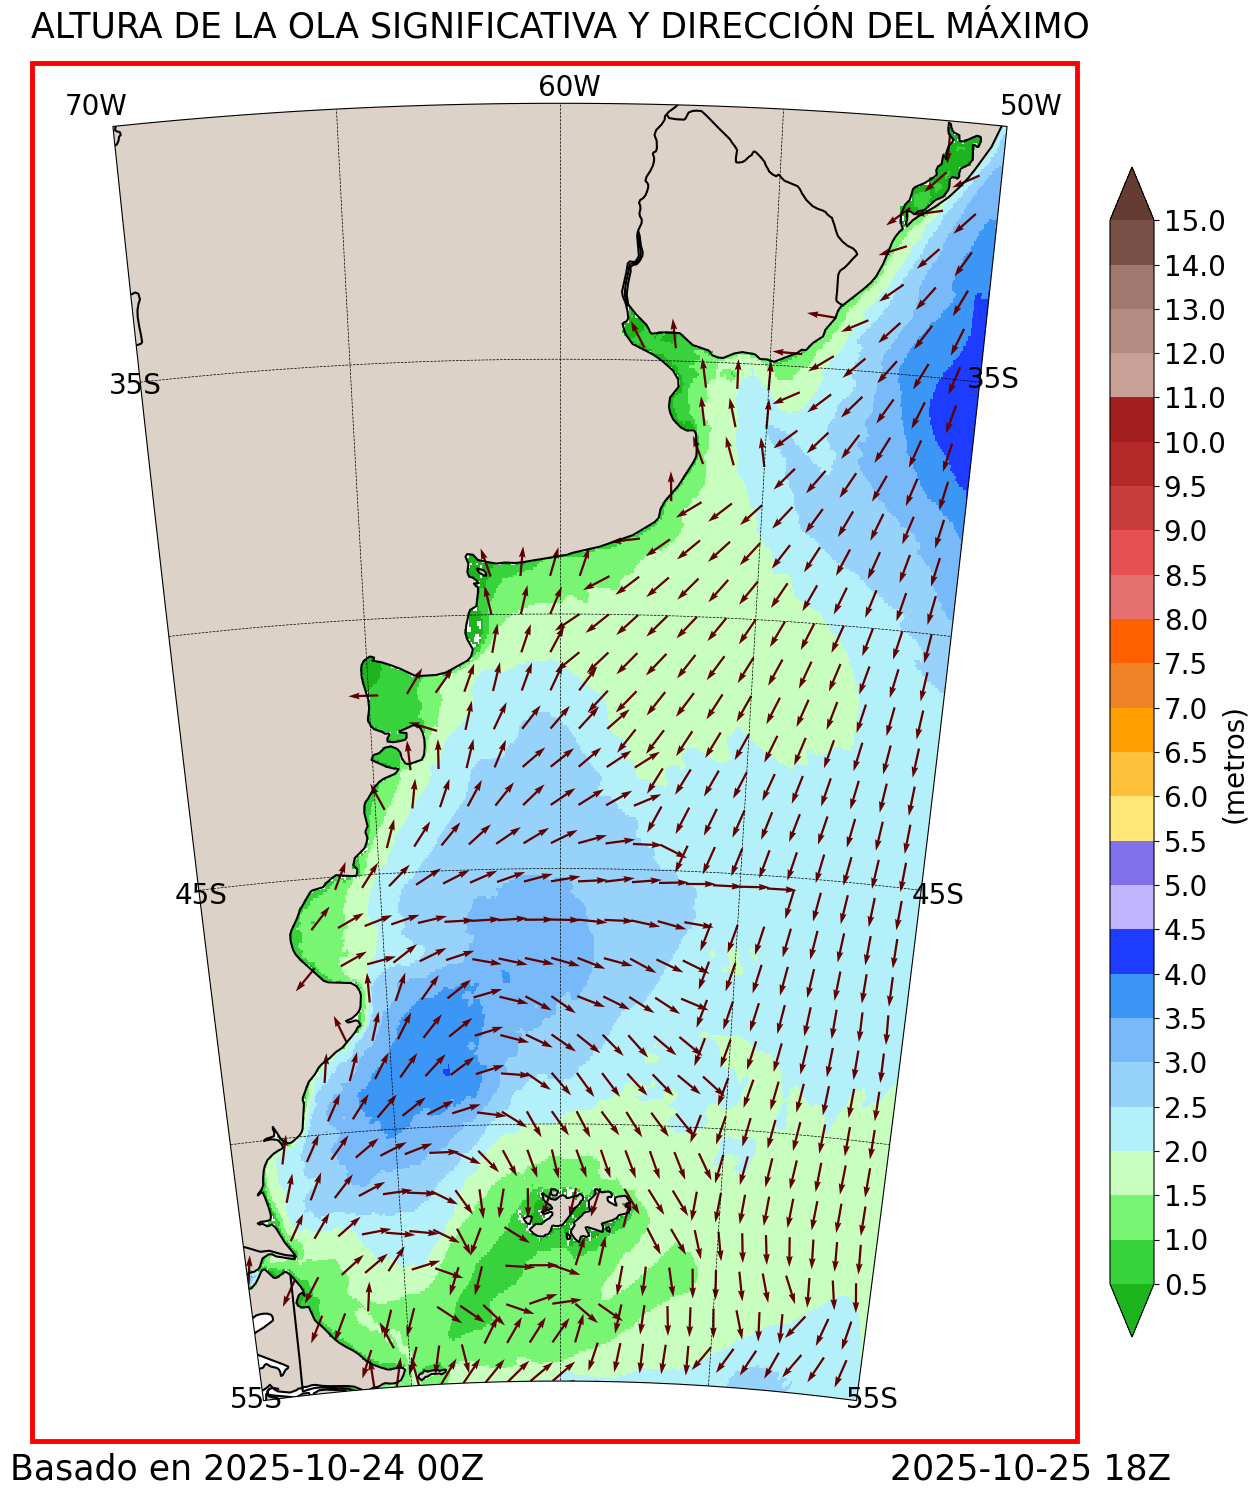 ALTURA DE LA OLA SIGNIFICATIVA Y DIRECCIÓN DEL MÁXIMO
70W
60W
50W
35S
35S
45S
45S
55S
55S
15.0
14.0
13.0
12.0
11.0
10.0
9.5
9.0
8.5
8.0
7.5
7.0
6.5
6.0
5.5
5.0
4.5
4.0
3.5
3.0
2.5
2.0
1.5
1.0
0.5
(metros)
Basado en 2025-10-24 00Z
2025-10-25 18Z